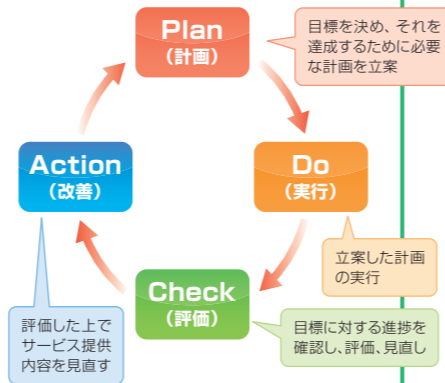 Plan
（計画）
目標を決め、それを
達成するために必要
な計画を立案
Action
（改善）
Do
（実行）
立案した計画
の実行
Check
（評価）
評価した上で
サービス提供
内容を見直す
目標に対する進捗を
確認し、評価、見直し